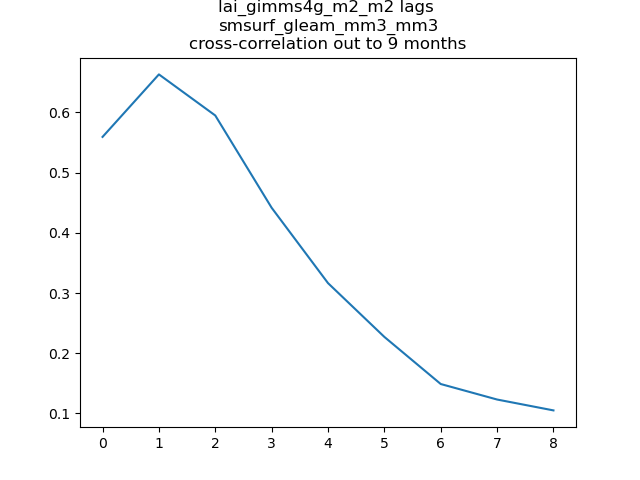 lai_gimms4g_m2_m2 lags
smsurf_gleam_mm3_mm3
cross-correlation out to 9 months
0.6
0.5
0.4
0.3
0.2
0.1
0 1 2 3 4 5 6 7 8